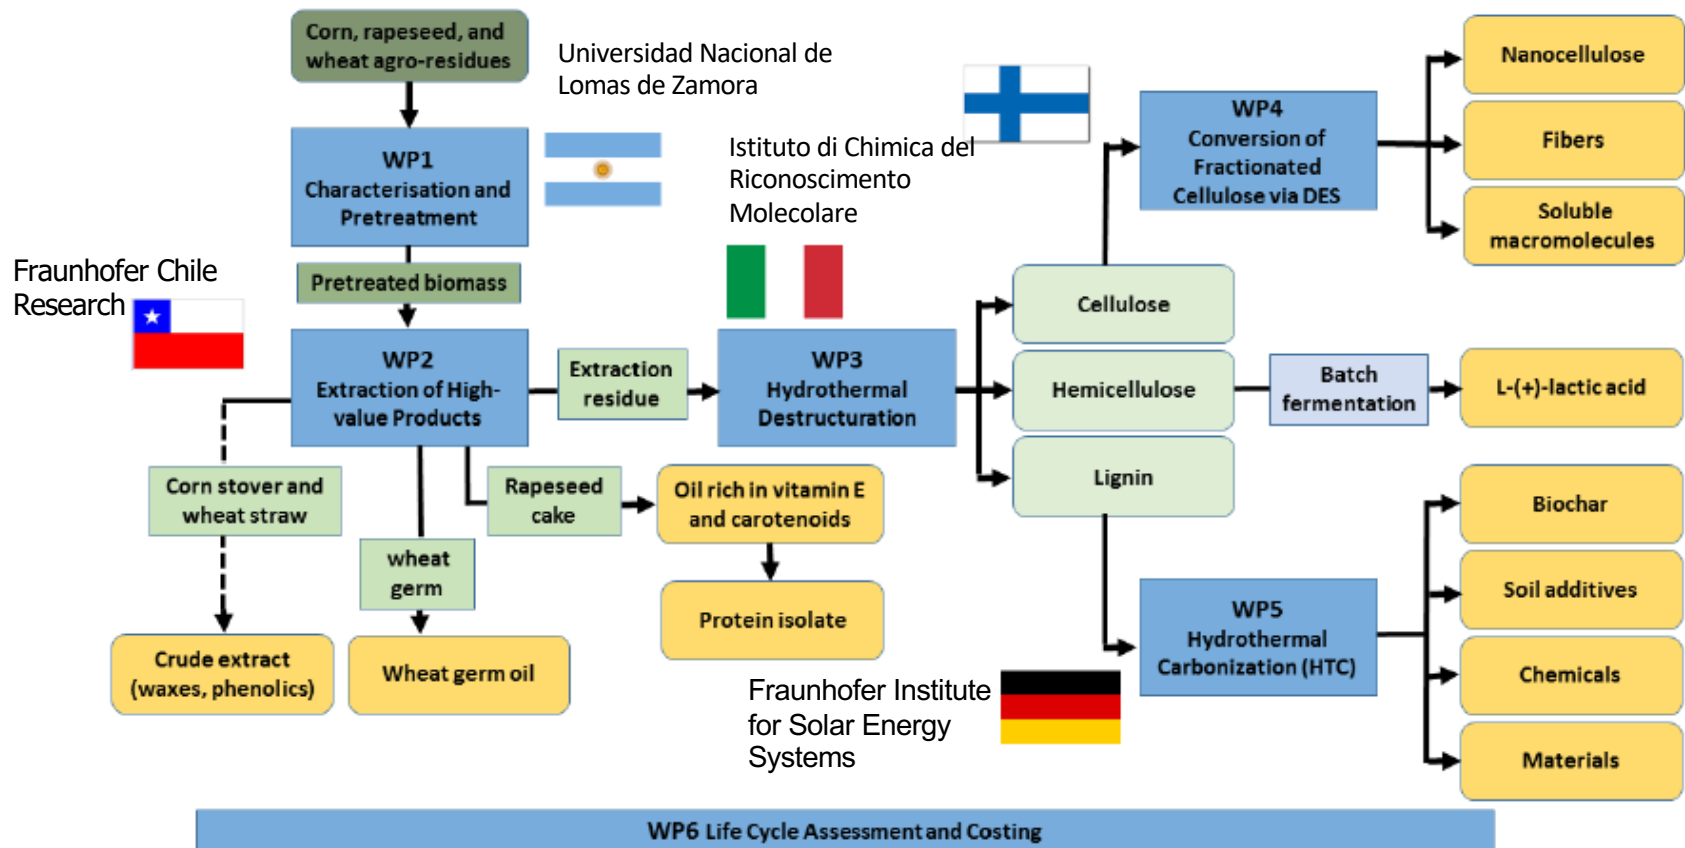 Corn, rapeseed, and
wheat agro-residues
Universidad Nacional de
Lomas de Zamora
WP1
Characterisation and
Pretreatment
Istituto di Chimica del
Riconoscimento
Molecolare
WP4
Conversion of
Fractionated
Cellulose via DES
Nanocellulose
Fibers
Soluble
macromolecules
Fraunhofer Chile
Research
Pretreated biomass
WP2
Extraction of High-
value Products
Extraction
residue
WP3
Hydrothermal
Destructuration
Cellulose
Hemicellulose
Lignin
Batch
fermentation
L-(+)-lactic acid
Corn stover and
wheat straw
wheat
germ
Rapeseed
cake
Oil rich in vitamin E
and carotenoids
Protein isolate
Crude extract
(waxes, phenolics)
Wheat germ oil
Fraunhofer Institute
for Solar Energy
Systems
WP5
Hydrothermal
Carbonization (HTC)
Biochar
Soil additives
Chemicals
Materials
WP6 Life Cycle Assessment and Costing